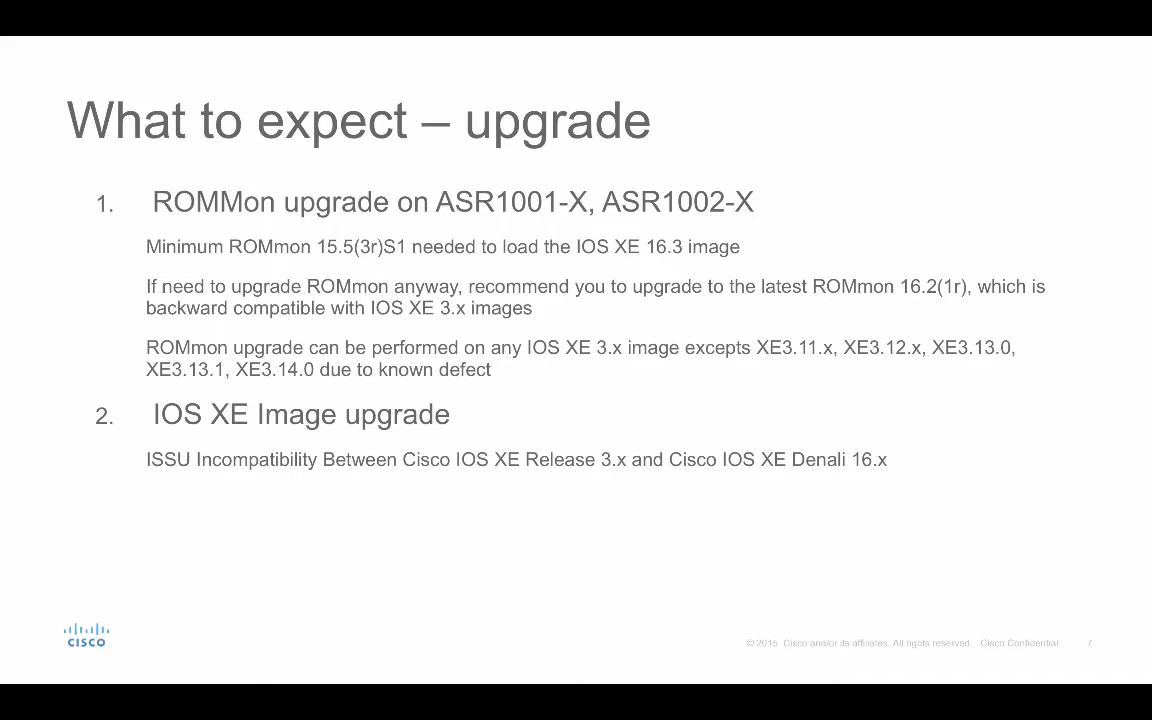 What to expect – upgrade
1. ROMMon upgrade on ASR1001-X, ASR1002-X
Minimum ROMmon 15.5(3r)S1 needed to load the IOS XE 16.3 image
If need to upgrade ROMmon anyway, recommend you to upgrade to the latest ROMmon 16.2(1r), which is
backward compatible with IOS XE 3.x images
ROMmon upgrade can be performed on any IOS XE 3.x image excepts XE3.11.x, XE3.12.x, XE3.13.0,
XE3.13.1, XE3.14.0 due to known defect
2. IOS XE Image upgrade
ISSU Incompatibility Between Cisco IOS XE Release 3.x and Cisco IOS XE Denali 16.x
CISCO
© 2015 Cisco and/or its affiliates. All rights reserved. Cisco Confidential 7